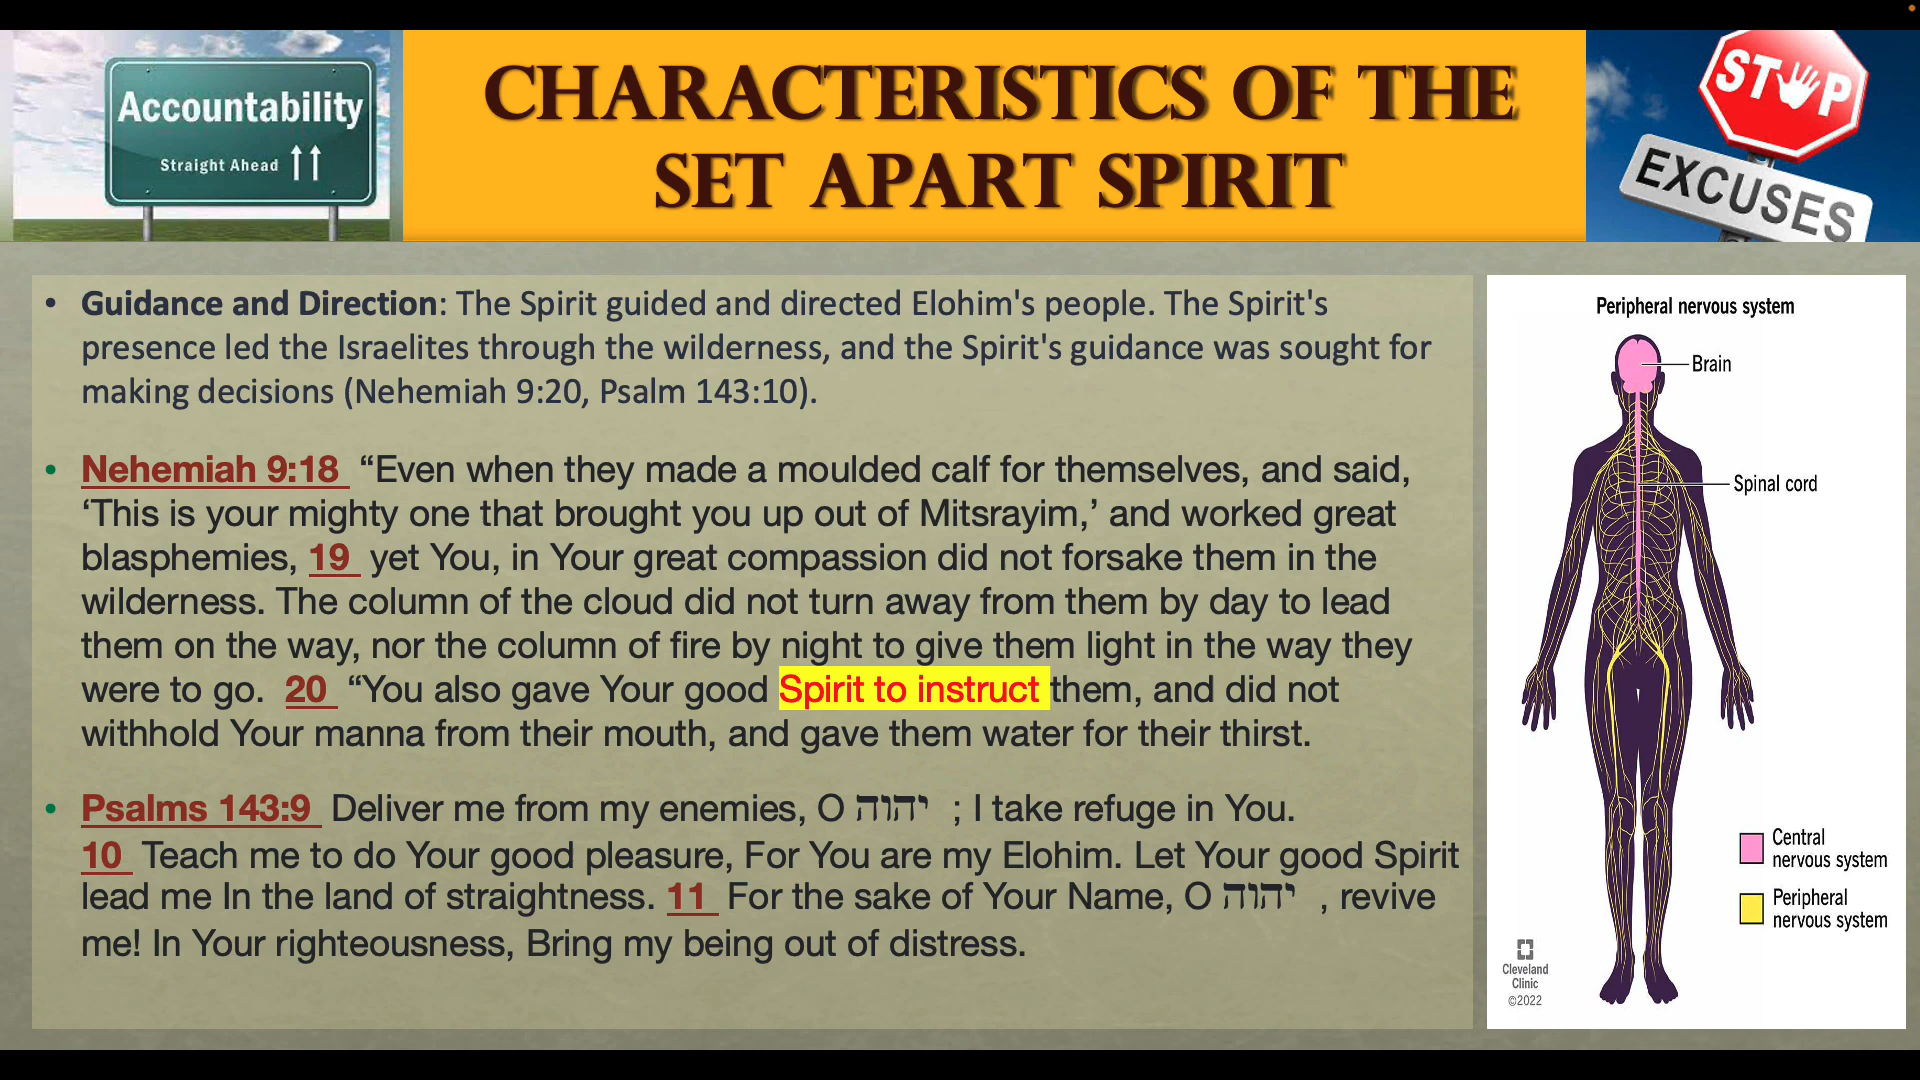 Accountability
Straight Ahead ↑↑
CHARACTERISTICS OF THE
SET APART SPIRIT
STOP
EXCUSES
• Guidance and Direction: The Spirit guided and directed Elohim's people. The Spirit's
presence led the Israelites through the wilderness, and the Spirit's guidance was sought for
making decisions (Nehemiah 9:20, Psalm 143:10).
• Nehemiah 9:18 “Even when they made a moulded calf for themselves, and said,
‘This is your mighty one that brought you up out of Mitsrayim,’ and worked great
blasphemies, 19 yet You, in Your great compassion did not forsake them in the
wilderness. The column of the cloud did not turn away from them by day to lead
them on the way, nor the column of fire by night to give them light in the way they
were to go. 20 “You also gave Your good Spirit to instruct them, and did not
withhold Your manna from their mouth, and gave them water for their thirst.
• Psalms 143:9 Deliver me from my enemies, O יהוה ; I take refuge in You.
10 Teach me to do Your good pleasure, For You are my Elohim. Let Your good Spirit
lead me In the land of straightness. 11 For the sake of Your Name, O יהוה , revive
me! In Your righteousness, Bring my being out of distress.
Peripheral nervous system
Brain
Spinal cord
Central
nervous system
Peripheral
nervous system
Cleveland
Clinic
©2022